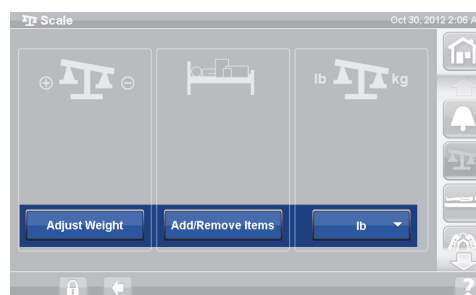 Scale
Oct 30, 2012 2:06 A
lb kg
Adjust Weight
Add/Remove Items
lb
?